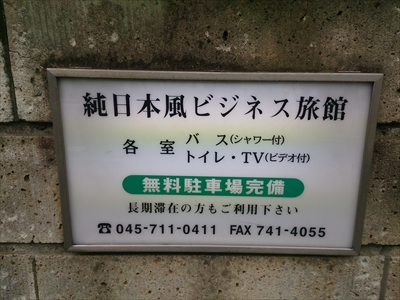 純日本風ビジネス旅館
各室 バス(シャワー付)
トイレ・TV(ビデオ付)
無料駐車場完備
長期滞在の方もご利用下さい
☎045-711-0411 FAX 741-4055